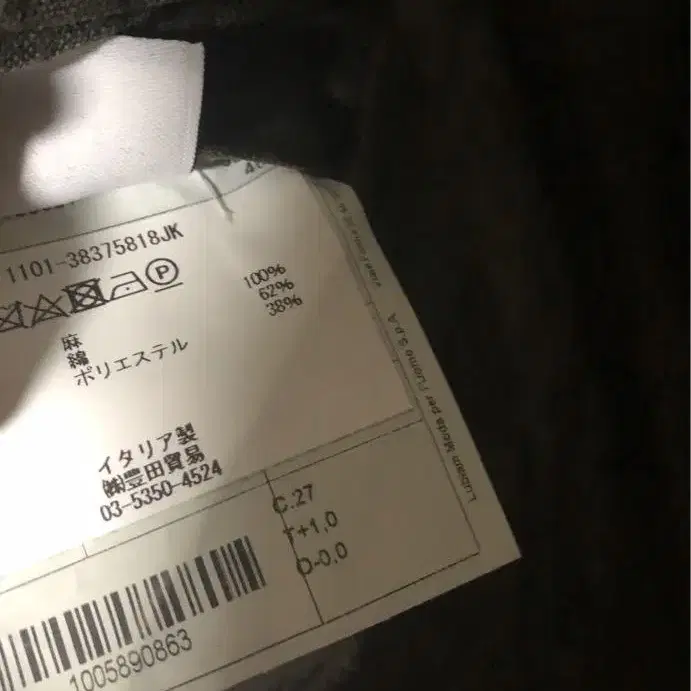 1101-38375818JK
P
麻 100%
綿 62%
ポリエステル 38%
イタリア製
㈱豊田貿易
03-5350-4524
C.27
T+1,0
O-0,0
1005890863
Lubiam Moda per l'Uomo S.p.A